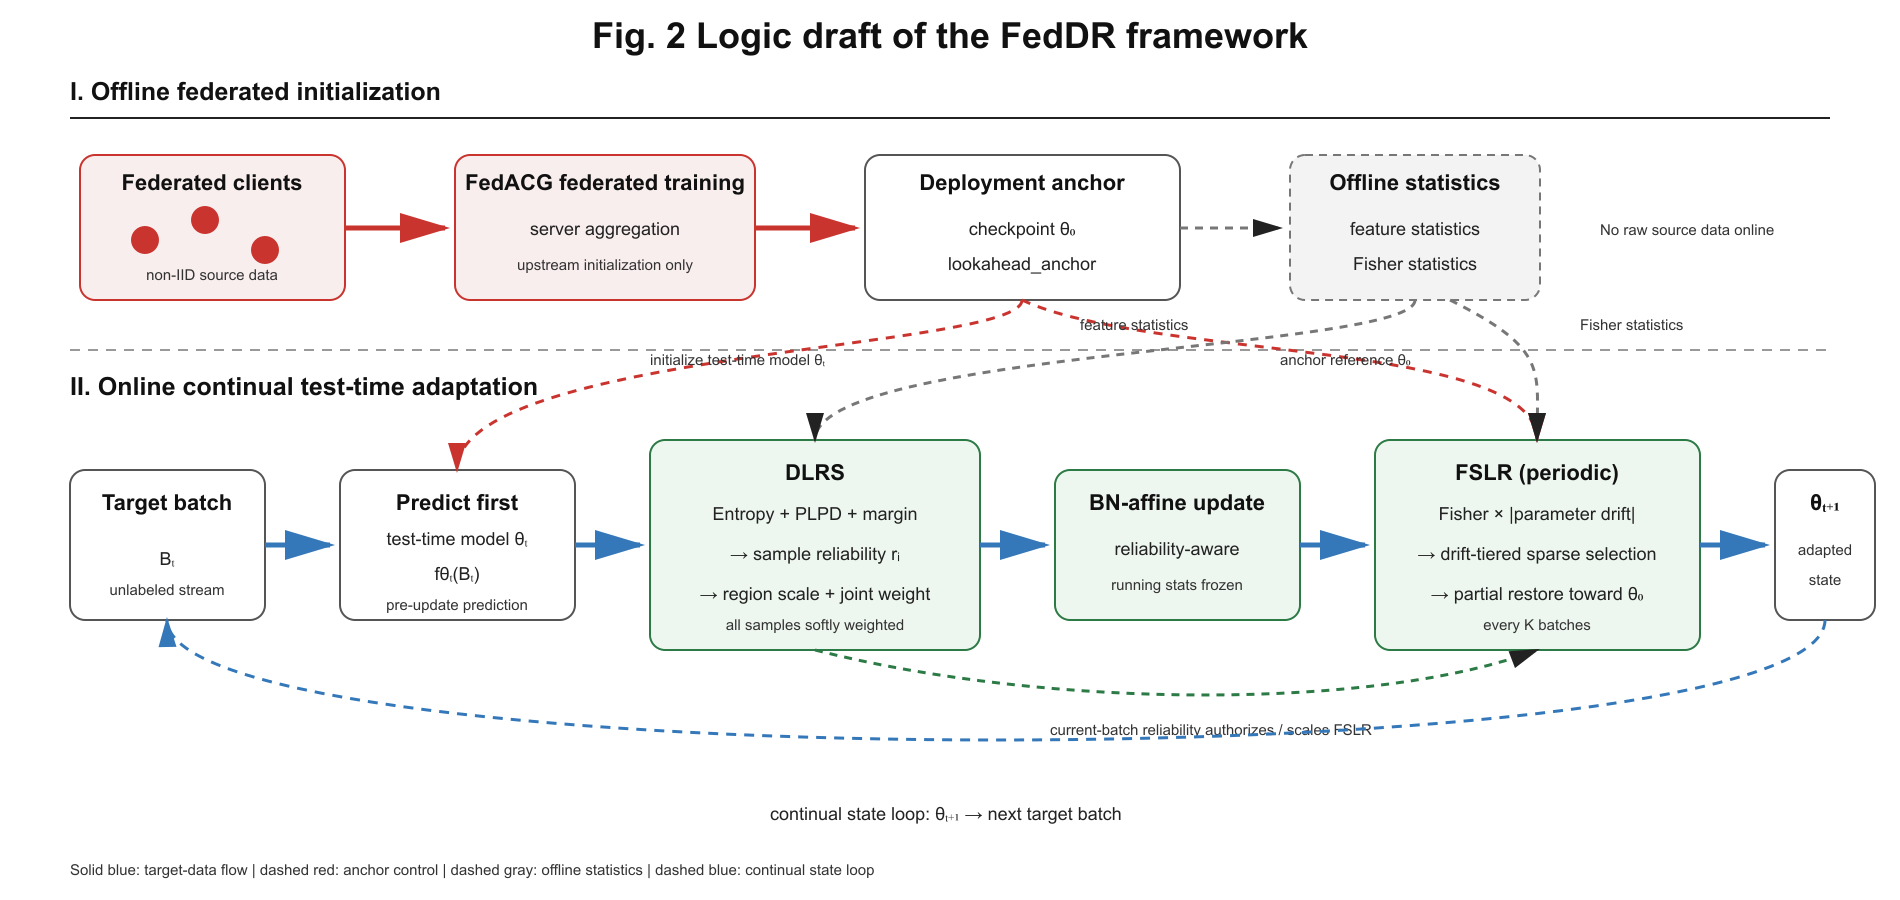 Fig. 2 Logic draft of the FedDR framework
I. Offline federated initialization
Federated clients
non-IID source data
FedACG federated training
server aggregation
upstream initialization only
Deployment anchor
checkpoint θ₀
lookahead_anchor
Offline statistics
feature statistics
Fisher statistics
No raw source data online
feature statistics
Fisher statistics
initialize test-time model θₜ
anchor reference θ₀
II. Online continual test-time adaptation
Target batch
Bₜ
unlabeled stream
Predict first
test-time model θₜ
fθₜ(Bₜ)
pre-update prediction
DLRS
Entropy + PLPD + margin
→ sample reliability rᵢ
→ region scale + joint weight
all samples softly weighted
BN-affine update
reliability-aware
running stats frozen
FSLR (periodic)
Fisher × |parameter drift|
→ drift-tiered sparse selection
→ partial restore toward θ₀
every K batches
θₜ₊₁
adapted
state
current-batch reliability authorizes / scales FSLR
continual state loop: θₜ₊₁ → next target batch
Solid blue: target-data flow | dashed red: anchor control | dashed gray: offline statistics | dashed blue: continual state loop